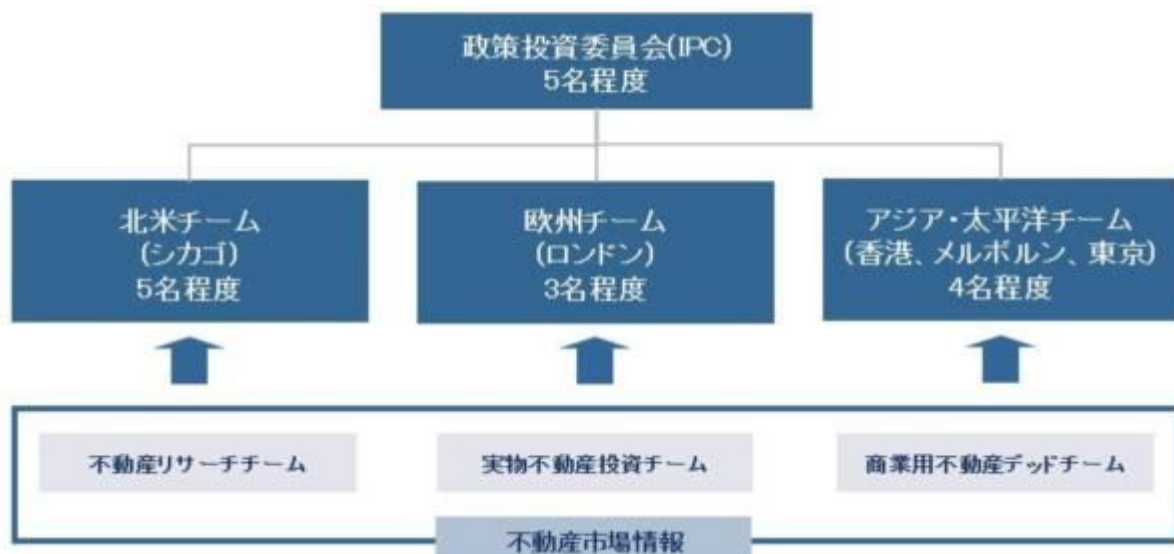 政策投資委員会(IPC)
5名程度
北米チーム
(シカゴ)
5名程度
欧州チーム
(ロンドン)
3名程度
アジア・太平洋チーム
(香港、メルボルン、東京)
4名程度
不動産リサーチチーム
実物不動産投資チーム
商業用不動産デッドチーム
不動産市場情報